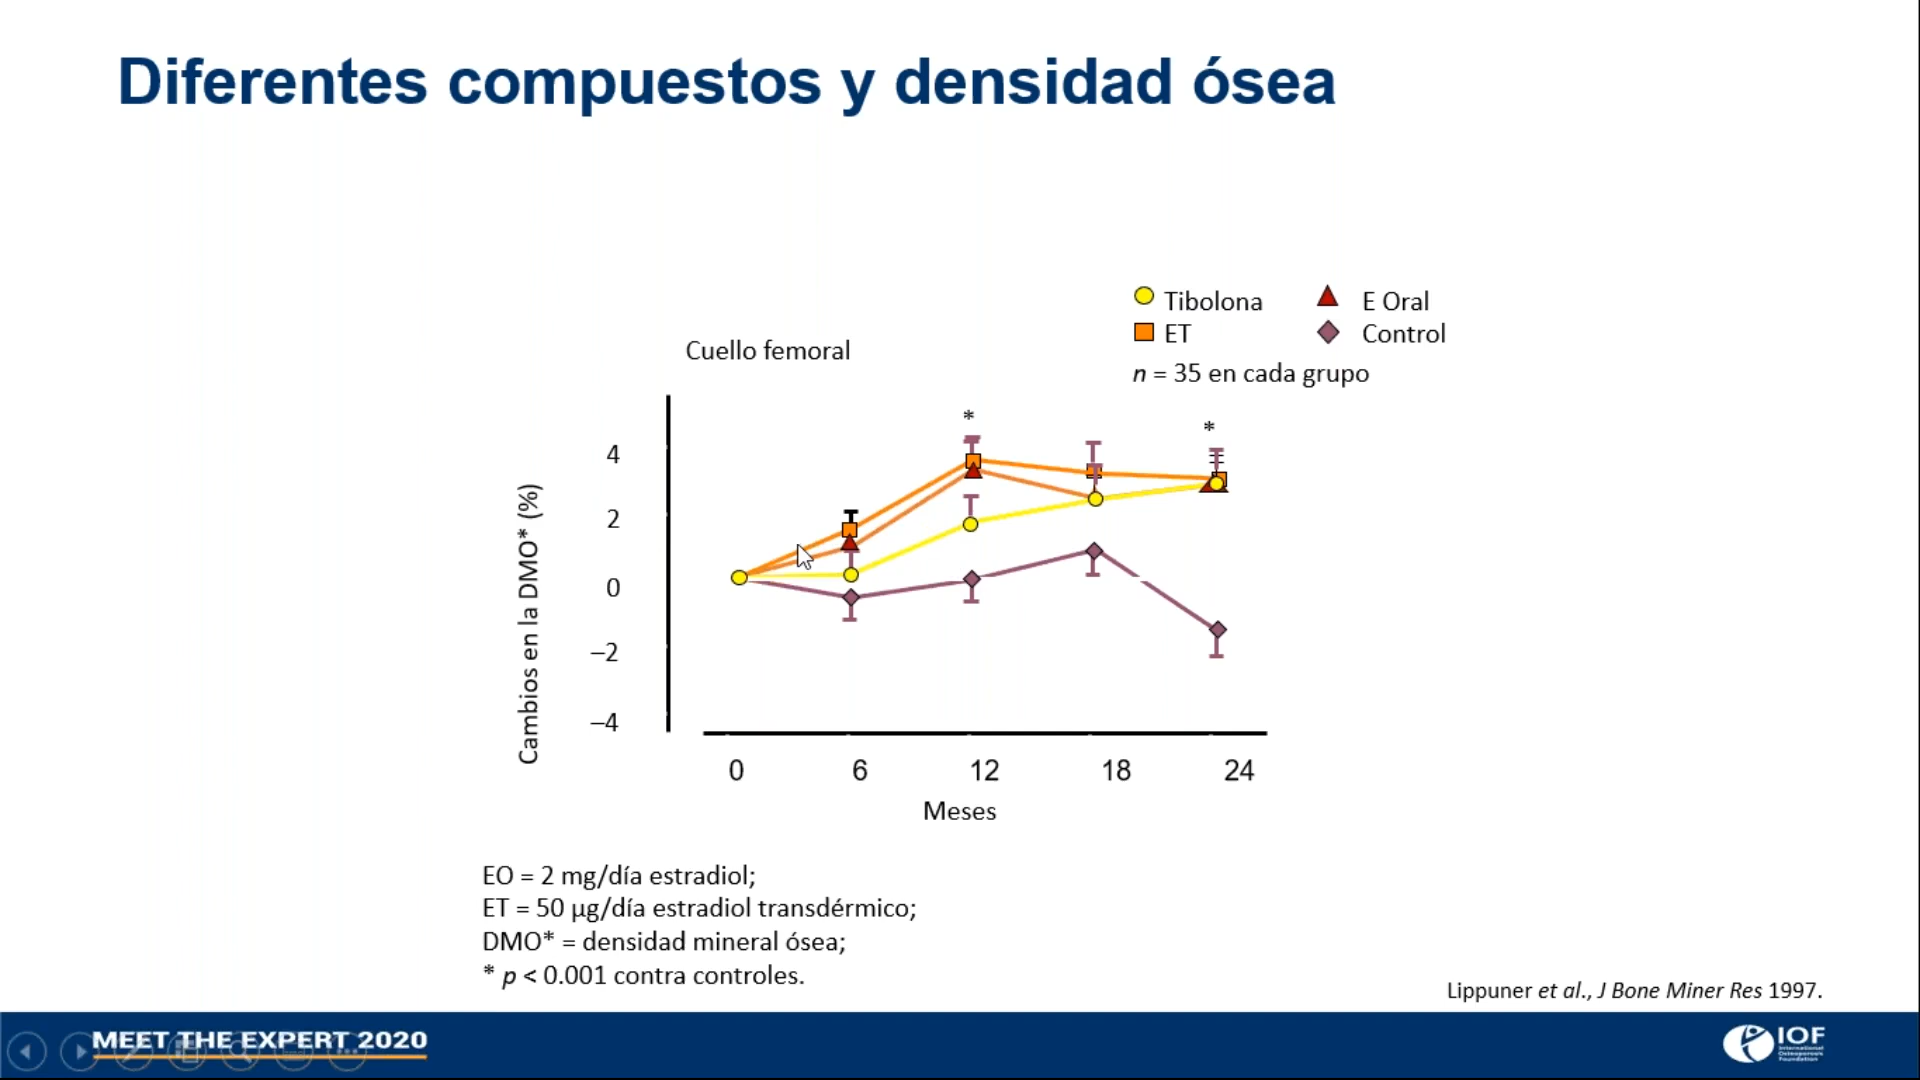 Diferentes compuestos y densidad ósea
Tibolona
E Oral
ET
Control
n = 35 en cada grupo
Cuello femoral
*
*
4
2
0
–2
–4
Cambios en la DMO* (%)
0 6 12 18 24
Meses
EO = 2 mg/día estradiol;
ET = 50 µg/día estradiol transdérmico;
DMO* = densidad mineral ósea;
* p < 0.001 contra controles.
Lippuner et al., J Bone Miner Res 1997.
MEET THE EXPERT 2020
IOF
International
Osteoporosis
Foundation